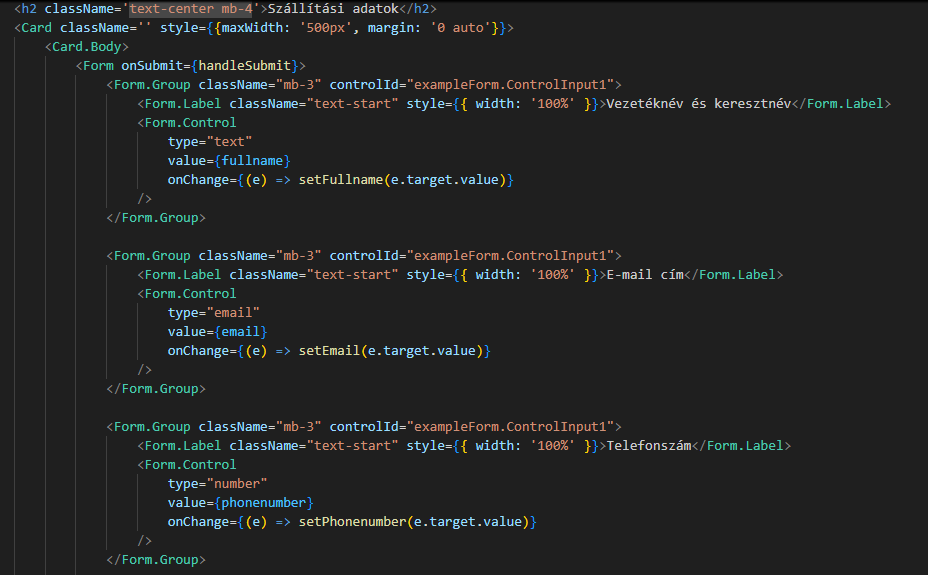 <h2 className='text-center mb-4'>Szállítási adatok</h2>
<Card className='' style={{maxWidth: '500px', margin: '0 auto'}}>
<Card.Body>
<Form onSubmit={handleSubmit}>
<Form.Group className="mb-3" controlId="exampleForm.ControlInput1">
<Form.Label className="text-start" style={{ width: '100%' }}>Vezetéknév és keresztnév</Form.Label>
<Form.Control
type="text"
value={fullname}
onChange={(e) => setFullname(e.target.value)}
/>
</Form.Group>
<Form.Group className="mb-3" controlId="exampleForm.ControlInput1">
<Form.Label className="text-start" style={{ width: '100%' }}>E-mail cím</Form.Label>
<Form.Control
type="email"
value={email}
onChange={(e) => setEmail(e.target.value)}
/>
</Form.Group>
<Form.Group className="mb-3" controlId="exampleForm.ControlInput1">
<Form.Label className="text-start" style={{ width: '100%' }}>Telefonszám</Form.Label>
<Form.Control
type="number"
value={phonenumber}
onChange={(e) => setPhonenumber(e.target.value)}
/>
</Form.Group>